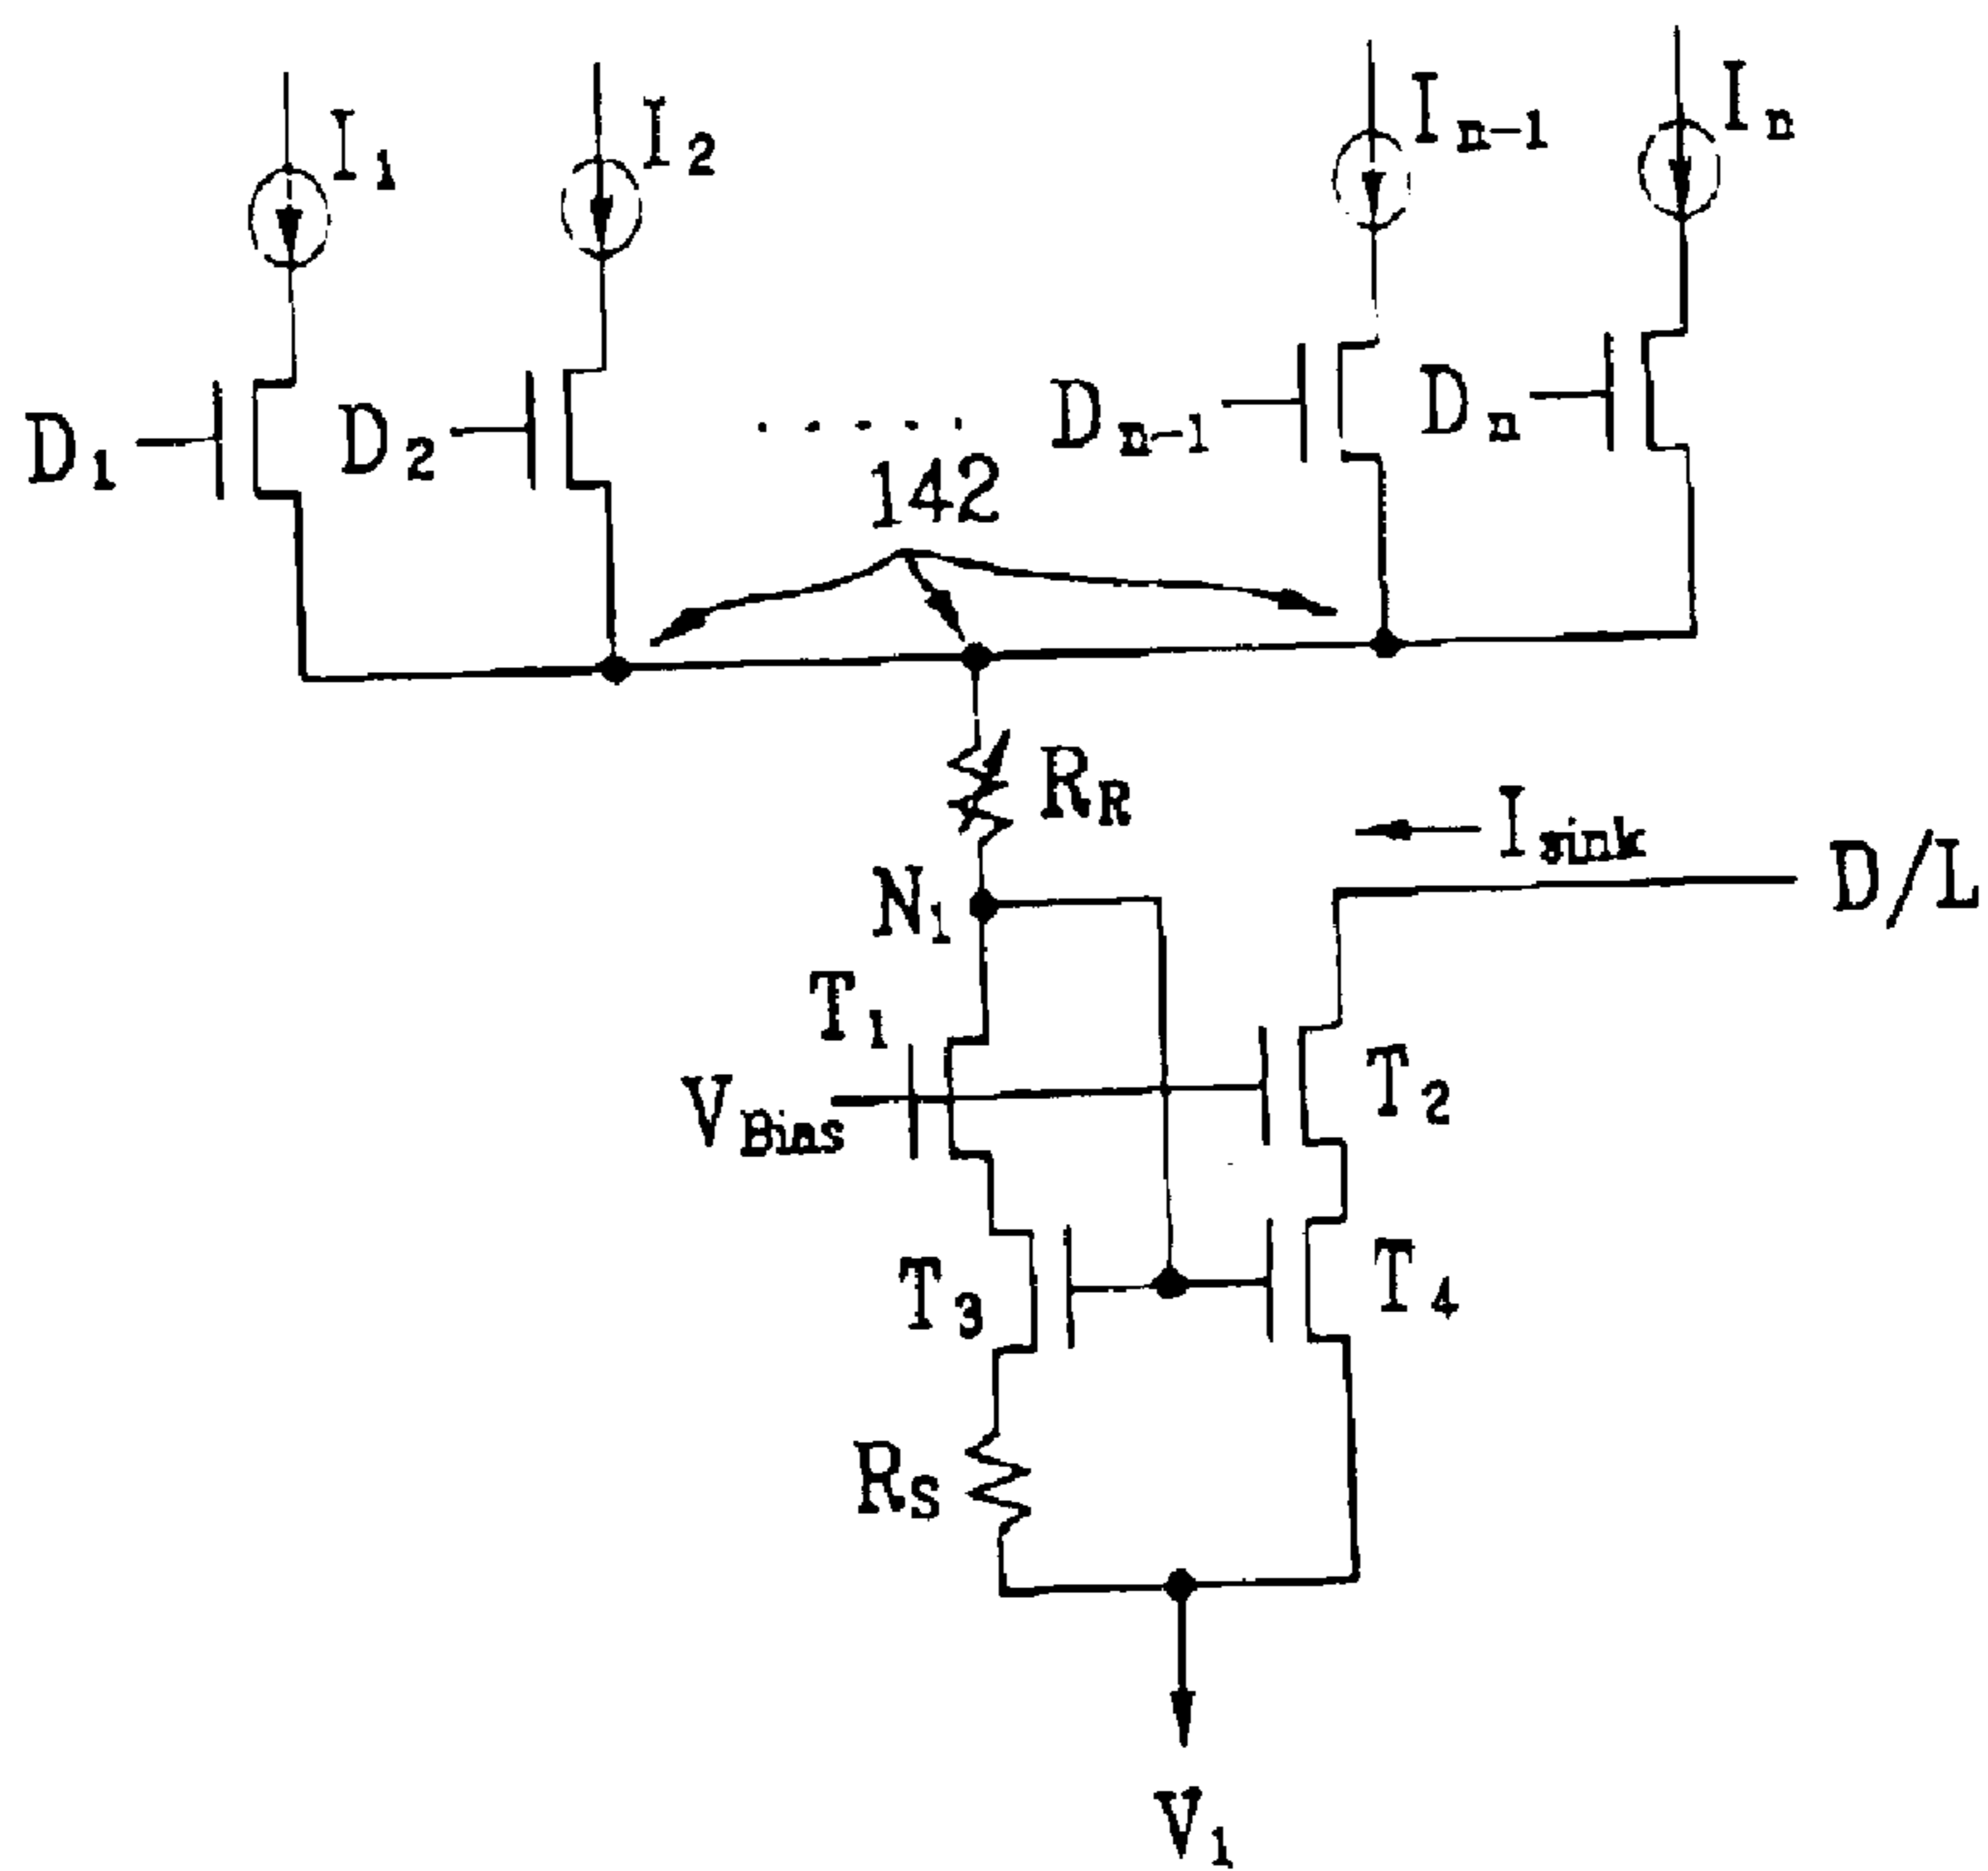 I1
I2
In-1
In
D1
D2
.....
Dn-1
Dn
142
RR
Isink
D/L
N1
T1
VBias
T2
T3
T4
RS
V1